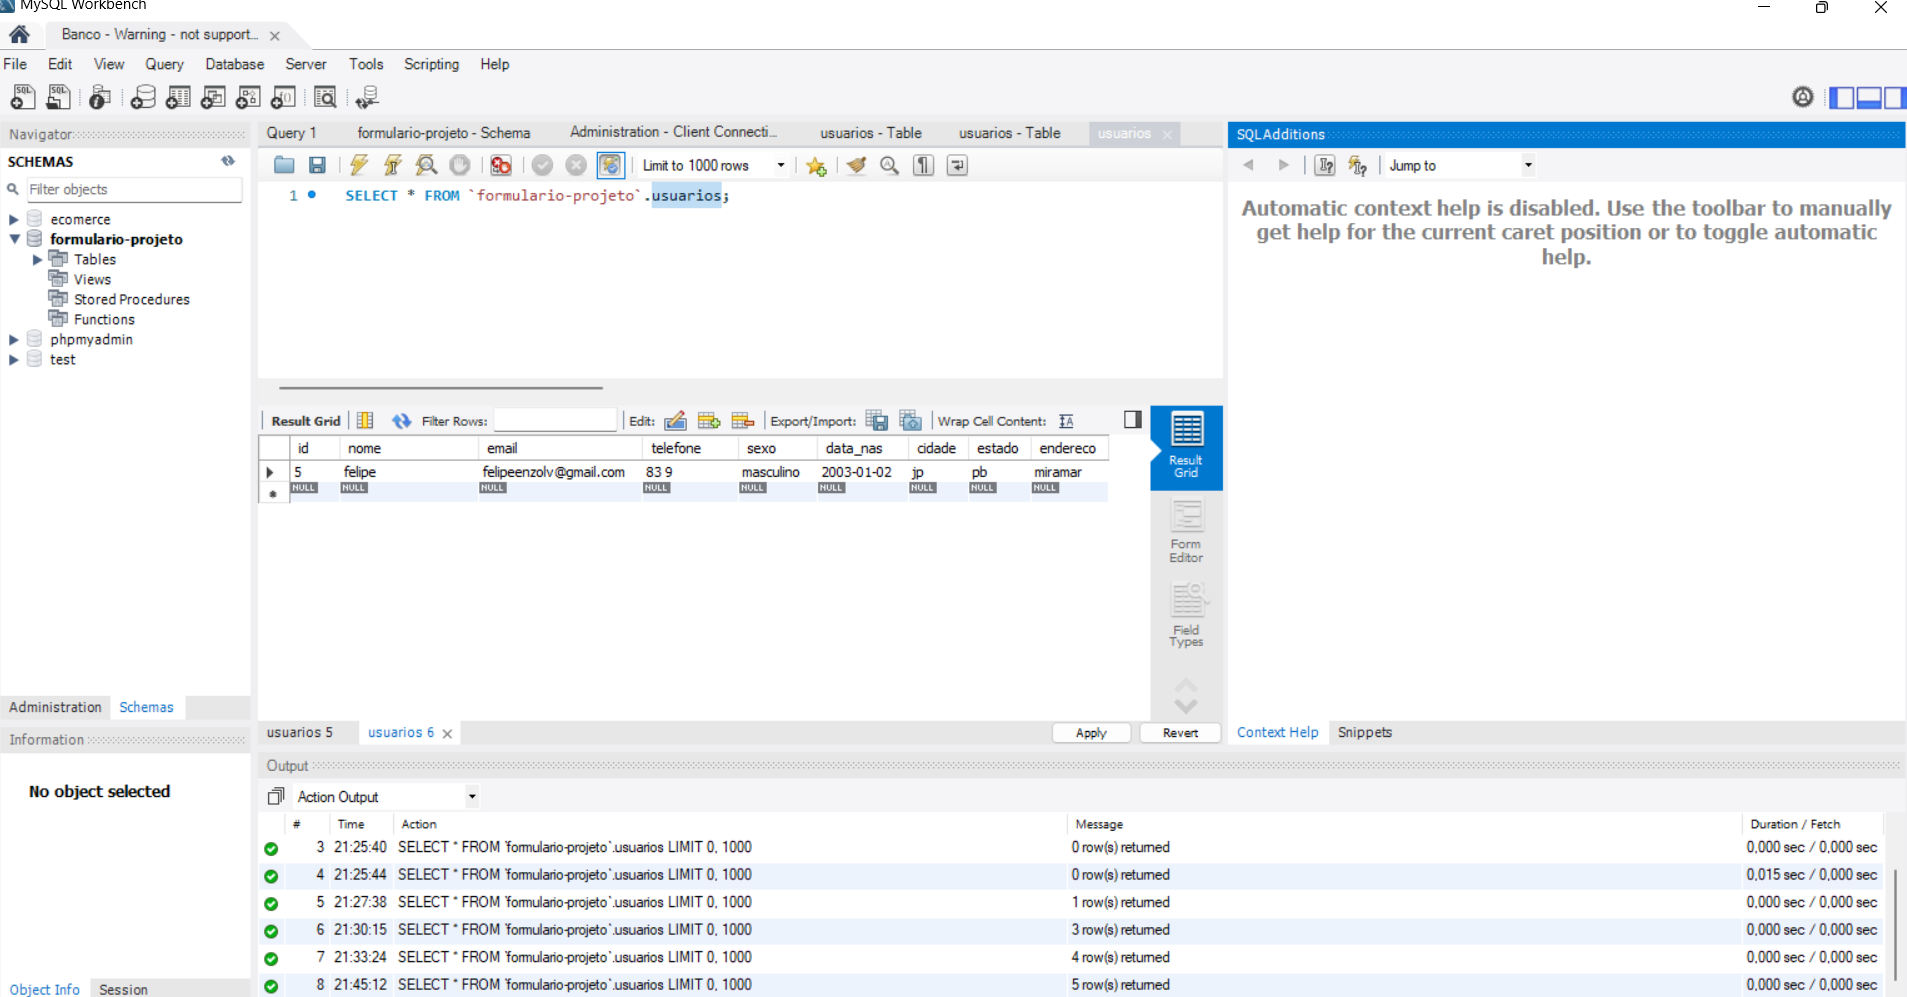 MySQL Workbench
Banco - Warning - not support...
File Edit View Query Database Server Tools Scripting Help
Navigator
SCHEMAS
Filter objects
ecomerce
formulario-projeto
Tables
Views
Stored Procedures
Functions
phpmyadmin
test
Administration Schemas
Information
No object selected
Object Info Session
Query 1 formulario-projeto - Schema Administration - Client Connecti... usuarios - Table usuarios - Table usuarios
Limit to 1000 rows
1 SELECT * FROM `formulario-projeto`.usuarios;
Result Grid Filter Rows: Edit: Export/Import: Wrap Cell Content:
id nome email telefone sexo data_nas cidade estado endereco
5 felipe felipeenzolv@gmail.com 83 9 masculino 2003-01-02 jp pb miramar
NULL NULL NULL NULL NULL NULL NULL NULL NULL
Result Grid
Form Editor
Field Types
usuarios 5 usuarios 6 Apply Revert
SQLAdditions
Jump to
Automatic context help is disabled. Use the toolbar to manually
get help for the current caret position or to toggle automatic
help.
Context Help Snippets
Output
Action Output
# Time Action Message Duration / Fetch
3 21:25:40 SELECT * FROM `formulario-projeto`.usuarios LIMIT 0, 1000 0 row(s) returned 0,000 sec / 0,000 sec
4 21:25:44 SELECT * FROM `formulario-projeto`.usuarios LIMIT 0, 1000 0 row(s) returned 0,015 sec / 0,000 sec
5 21:27:38 SELECT * FROM `formulario-projeto`.usuarios LIMIT 0, 1000 1 row(s) returned 0,000 sec / 0,000 sec
6 21:30:15 SELECT * FROM `formulario-projeto`.usuarios LIMIT 0, 1000 3 row(s) returned 0,000 sec / 0,000 sec
7 21:33:24 SELECT * FROM `formulario-projeto`.usuarios LIMIT 0, 1000 4 row(s) returned 0,000 sec / 0,000 sec
8 21:45:12 SELECT * FROM `formulario-projeto`.usuarios LIMIT 0, 1000 5 row(s) returned 0,000 sec / 0,000 sec